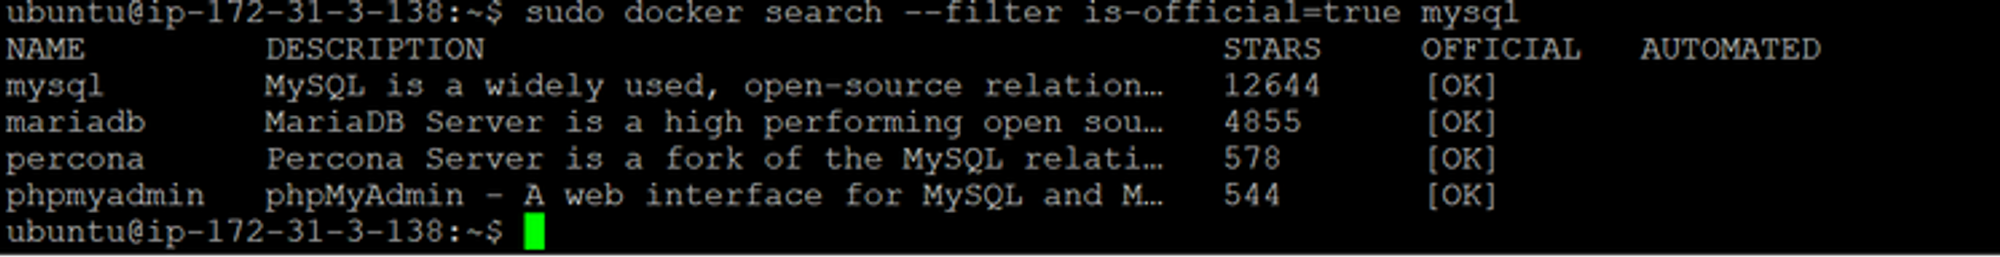 ubuntu@ip-172-31-3-138:~$ sudo docker search --filter is-official=true mysql
NAME DESCRIPTION STARS OFFICIAL AUTOMATED
mysql MySQL is a widely used, open-source relation… 12644 [OK]
mariadb MariaDB Server is a high performing open sou… 4855 [OK]
percona Percona Server is a fork of the MySQL relati… 578 [OK]
phpmyadmin phpMyAdmin - A web interface for MySQL and M… 544 [OK]
ubuntu@ip-172-31-3-138:~$